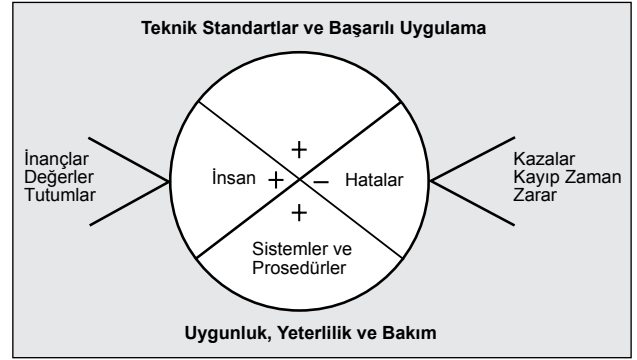 Teknik Standartlar ve Başarılı Uygulama
İnançlar
Değerler
Tutumlar
+
İnsan + – Hatalar
+
Sistemler ve
Prosedürler
Kazalar
Kayıp Zaman
Zarar
Uygunluk, Yeterlilik ve Bakım